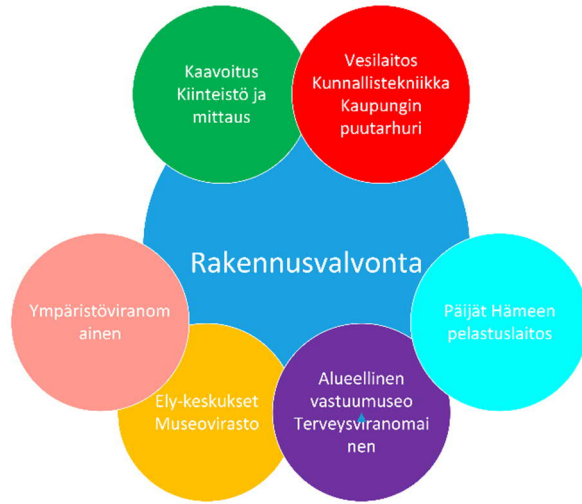 Kaavoitus
Kiinteistö ja
mittaus
Vesilaitos
Kunnallistekniikka
Kaupungin
puutarhuri
Rakennusvalvonta
Ympäristöviranom
ainen
Päijät Hämeen
pelastuslaitos
Ely-keskukset
Museovirasto
Alueellinen
vastuumuseo
Terveysviranomai
nen